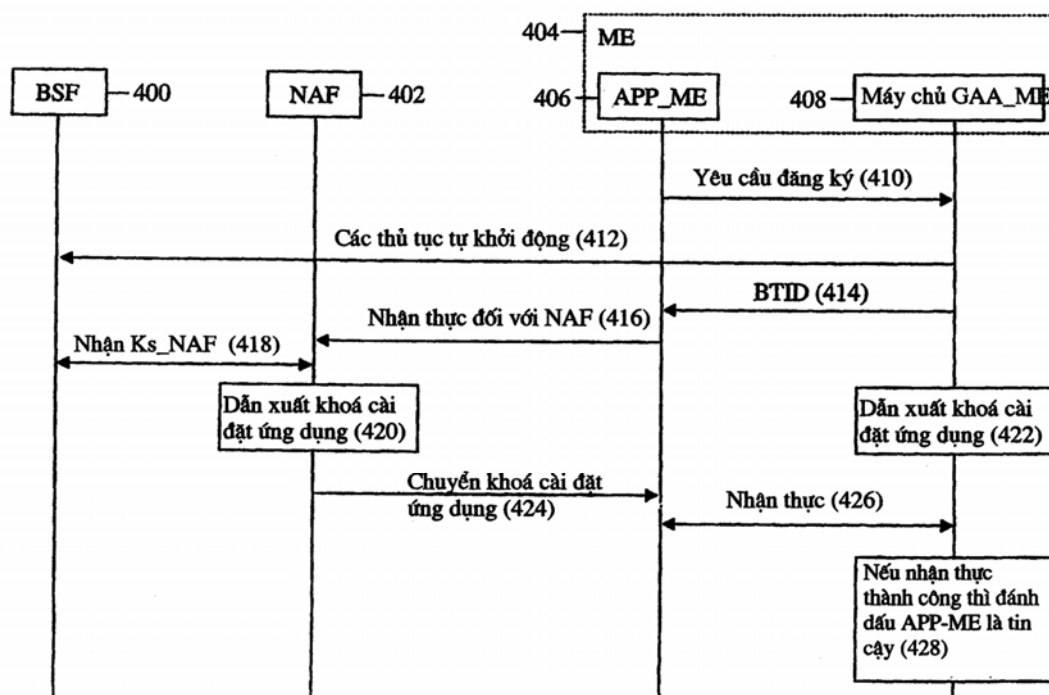 404
ME
BSF
400
NAF
402
406
APP_ME
408
Máy chủ GAA_ME
Yêu cầu đăng ký (410)
Các thủ tục tự khởi động (412)
BTID (414)
Nhận thực đối với NAF (416)
Nhận Ks_NAF (418)
Dẫn xuất khoá cài
đặt ứng dụng (420)
Dẫn xuất khoá cài
đặt ứng dụng (422)
Chuyển khoá cài đặt
ứng dụng (424)
Nhận thực (426)
Nếu nhận thực
thành công thì đánh
dấu APP-ME là tin
cậy (428)